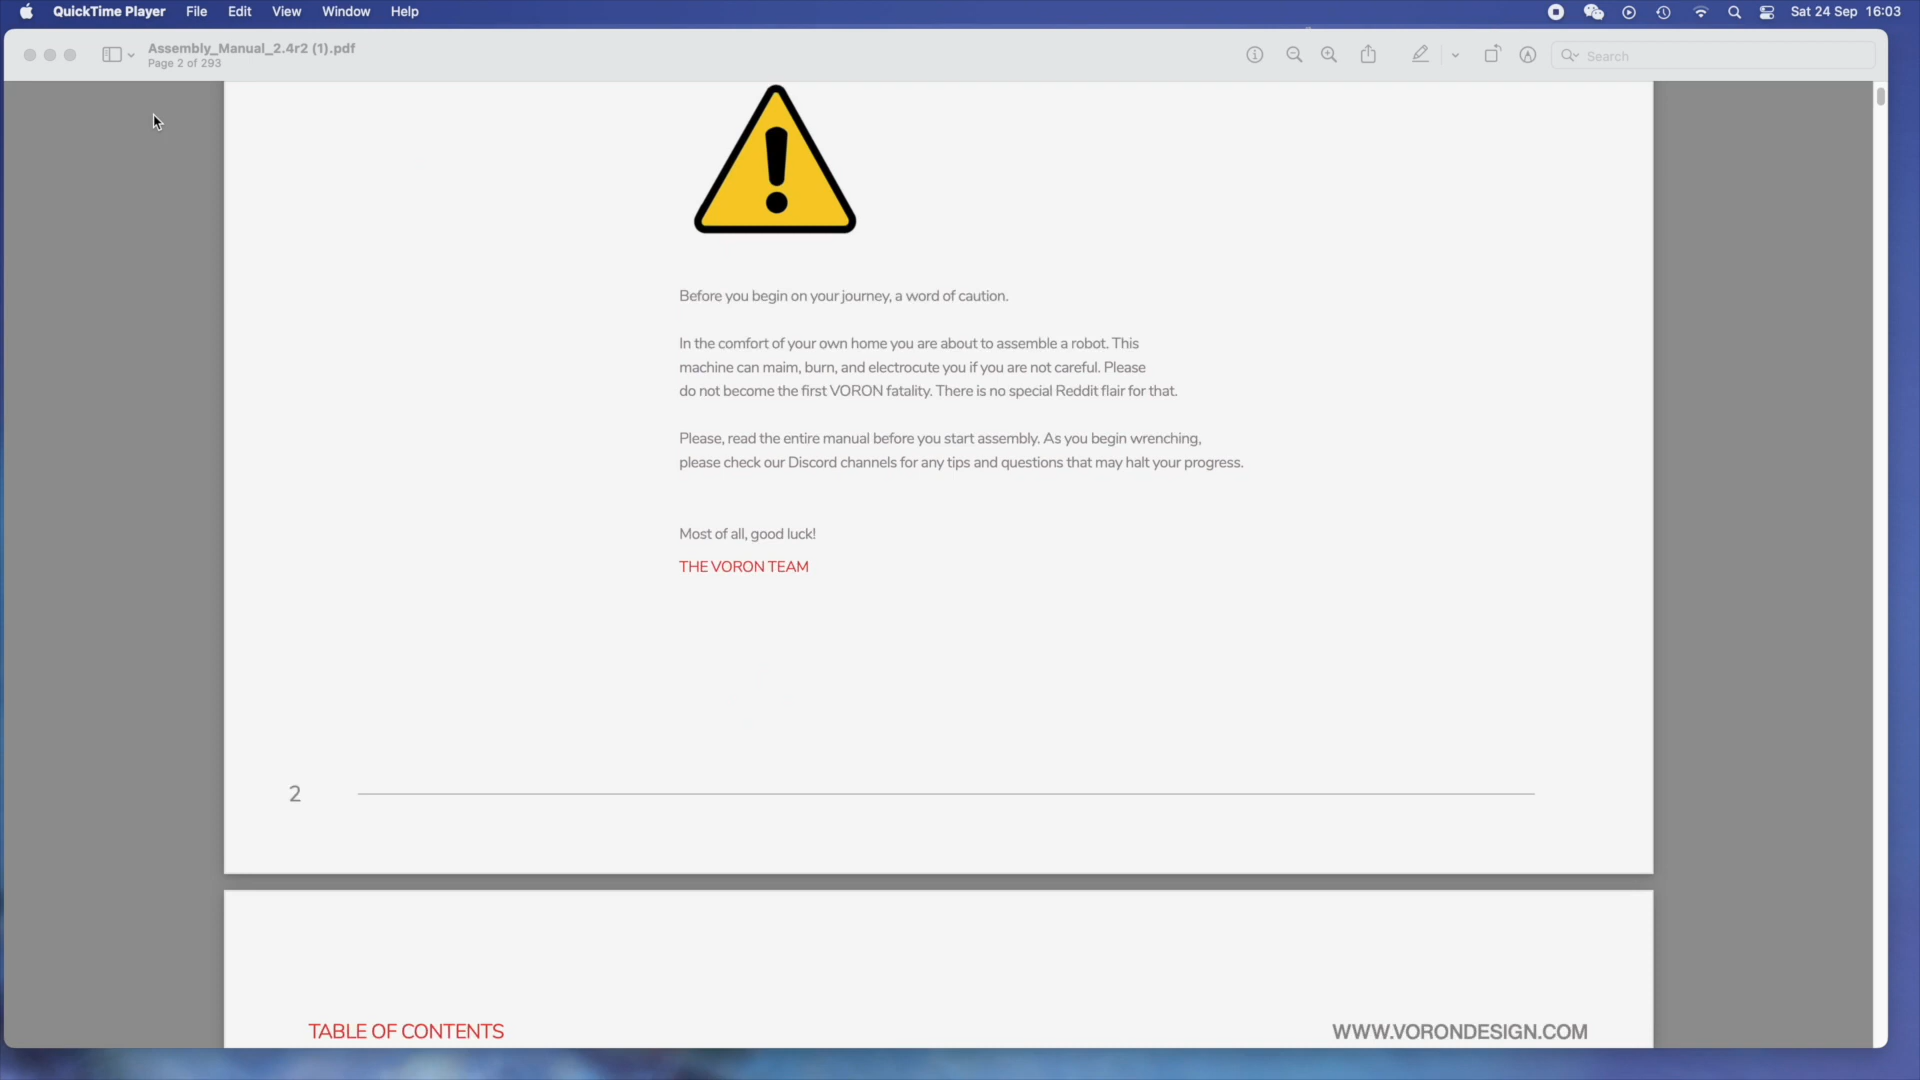 QuickTime Player File Edit View Window Help Sat 24 Sep 16:03
Assembly_Manual_2.4r2 (1).pdf
Page 2 of 293
Search
Before you begin on your journey, a word of caution.
In the comfort of your own home you are about to assemble a robot. This
machine can maim, burn, and electrocute you if you are not careful. Please
do not become the first VORON fatality. There is no special Reddit flair for that.
Please, read the entire manual before you start assembly. As you begin wrenching,
please check our Discord channels for any tips and questions that may halt your progress.
Most of all, good luck!
THE VORON TEAM
2
TABLE OF CONTENTS WWW.VORONDESIGN.COM